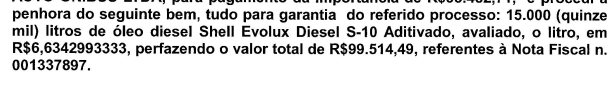 penhora do seguinte bem, tudo para garantia do referido processo: 15.000 (quinze
mil) litros de óleo diesel Shell Evolux Diesel S-10 Aditivado, avaliado, o litro, em
R$6,6342993333, perfazendo o valor total de R$99.514,49, referentes à Nota Fiscal n.
001337897.